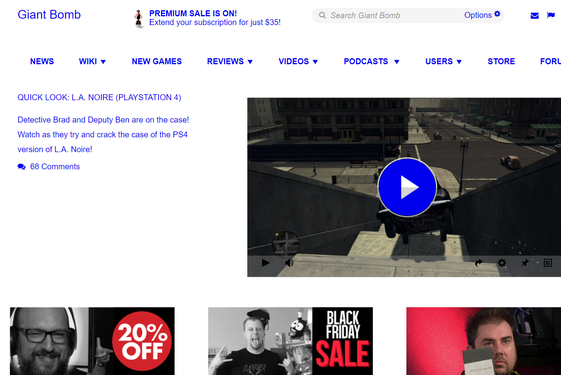 Giant Bomb
PREMIUM SALE IS ON!
Extend your subscription for just $35!
Search Giant Bomb
Options
NEWS WIKI NEW GAMES REVIEWS VIDEOS PODCASTS USERS STORE FORU
QUICK LOOK: L.A. NOIRE (PLAYSTATION 4)
Detective Brad and Deputy Ben are on the case!
Watch as they try and crack the case of the PS4
version of L.A. Noire!
68 Comments
20%
OFF
BLACK
FRIDAY
SALE